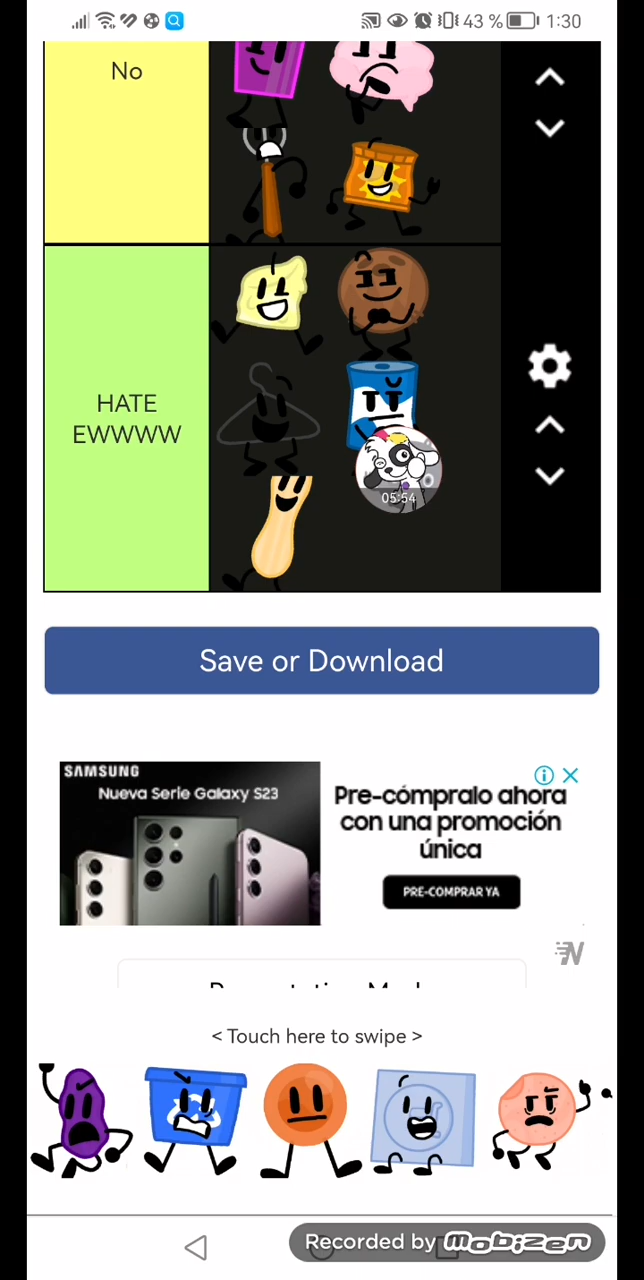 43 % 1:30
No
HATE
EWWWW
05:54
Save or Download
SAMSUNG
Nueva Serie Galaxy S23
Pre-cómpralo ahora
con una promoción
única
PRE-COMPRAR YA
N
< Touch here to swipe >
Recorded by mobizen